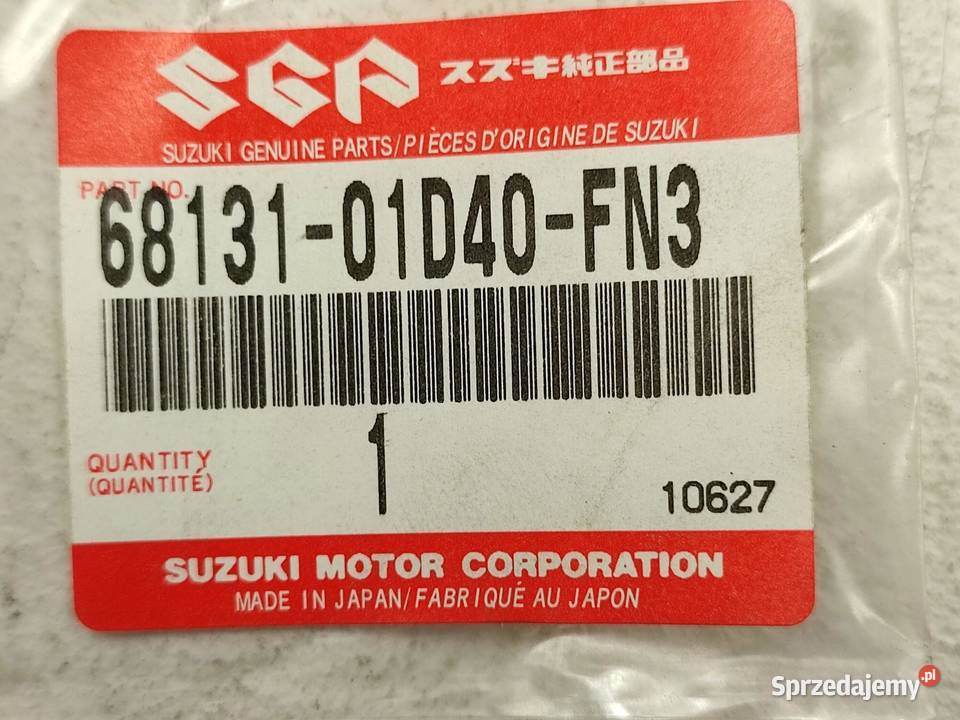 SGP スズキ純正部品
SUZUKI GENUINE PARTS/PIÈCES D'ORIGINE DE SUZUKI
PART NO.
68131-01D40-FN3
1
QUANTITY
(QUANTITÉ)
10627
SUZUKI MOTOR CORPORATION
MADE IN JAPAN/FABRIQUÉ AU JAPON
Sprzedajemy.pl